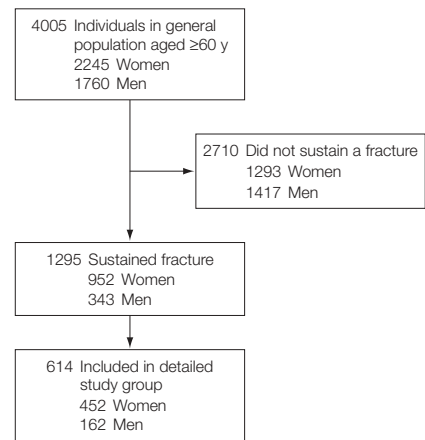 4005 Individuals in general
population aged ≥60 y
2245 Women
1760 Men
2710 Did not sustain a fracture
1293 Women
1417 Men
1295 Sustained fracture
952 Women
343 Men
614 Included in detailed
study group
452 Women
162 Men